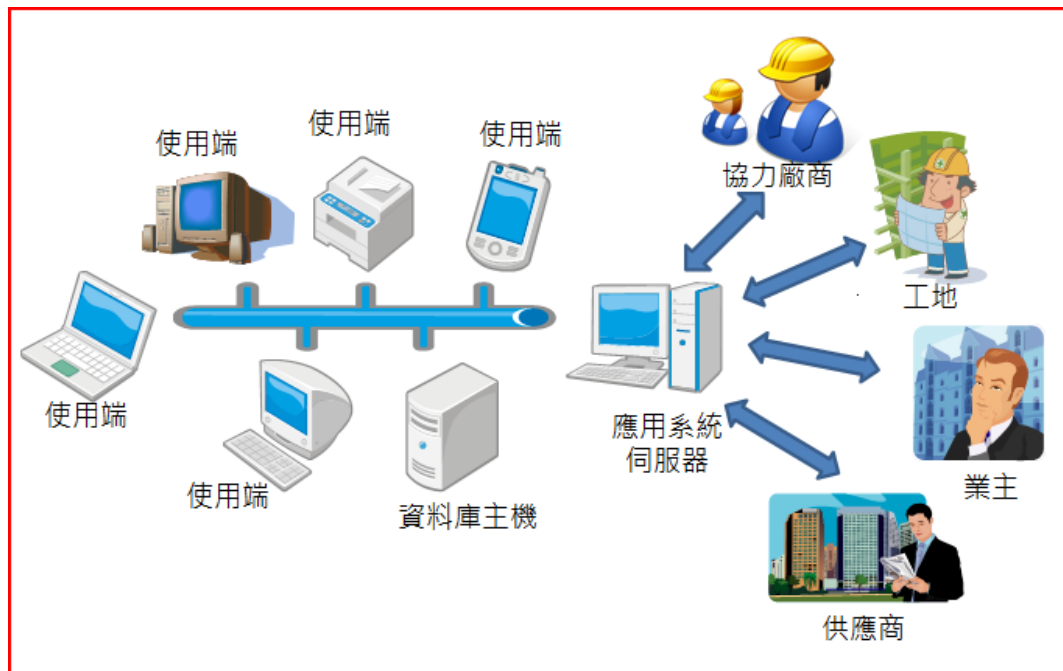 使用端
使用端
使用端
使用端
使用端
資料庫主機
應用系統
伺服器
協力廠商
工地
業主
供應商